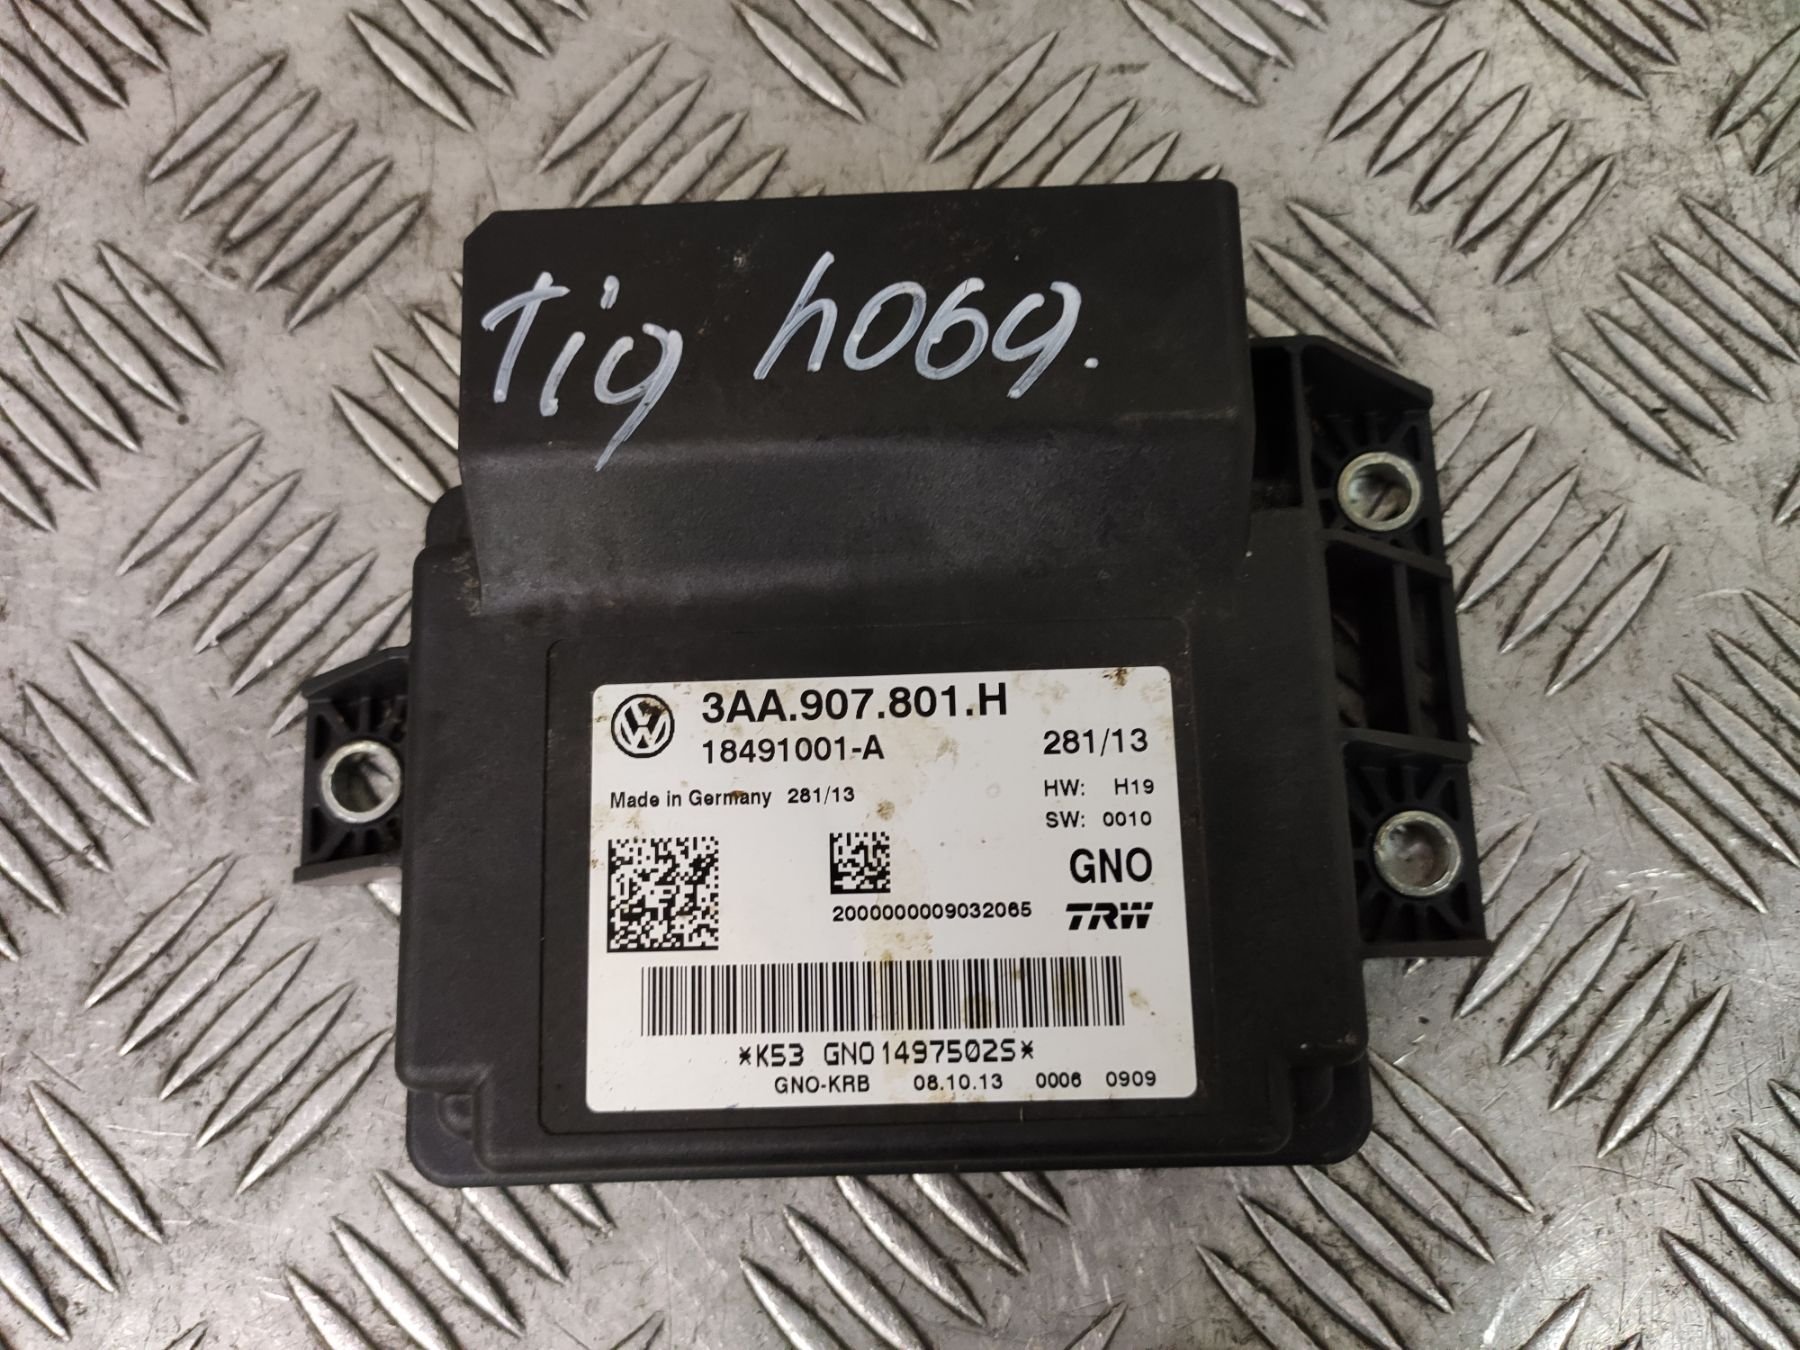 Tig h069.
3AA.907.801.H
18491001-A 281/13
Made in Germany 281/13 HW: H19
SW: 0010
GNO
2000000009032065 TRW
*K53 GNO14975025*
GNO-KRB 08.10.13 0006 0909